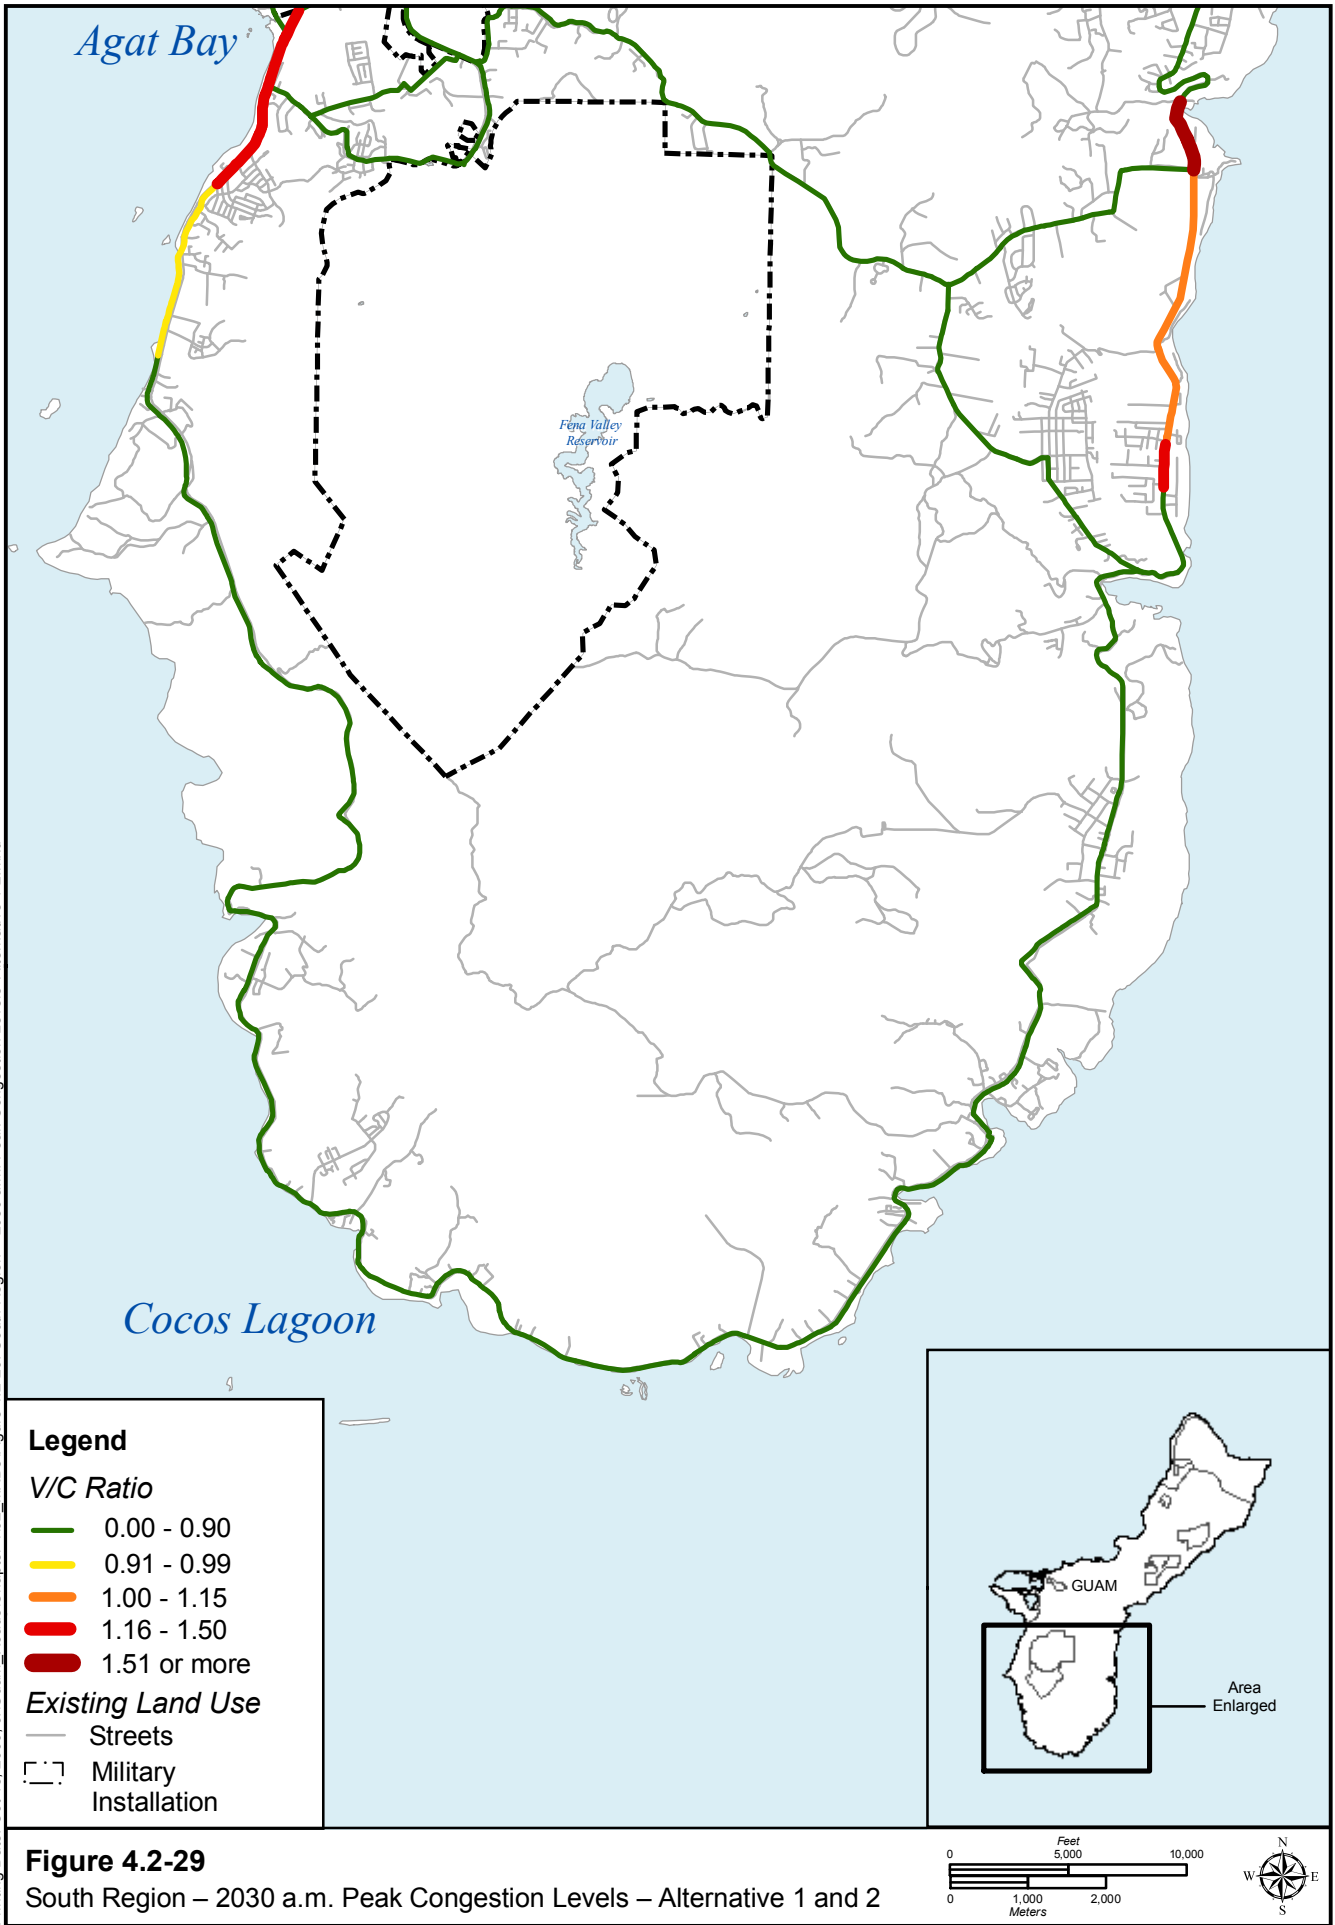 Agat Bay
Fena Valley
Reservoir
Cocos Lagoon
Legend
V/C Ratio
0.00 - 0.90
0.91 - 0.99
1.00 - 1.15
1.16 - 1.50
1.51 or more
Existing Land Use
Streets
Military
Installation
GUAM
Area
Enlarged
Figure 4.2-29
South Region – 2030 a.m. Peak Congestion Levels – Alternative 1 and 2
Feet
0 5,000 10,000
0 1,000 2,000
Meters
N
W E
S